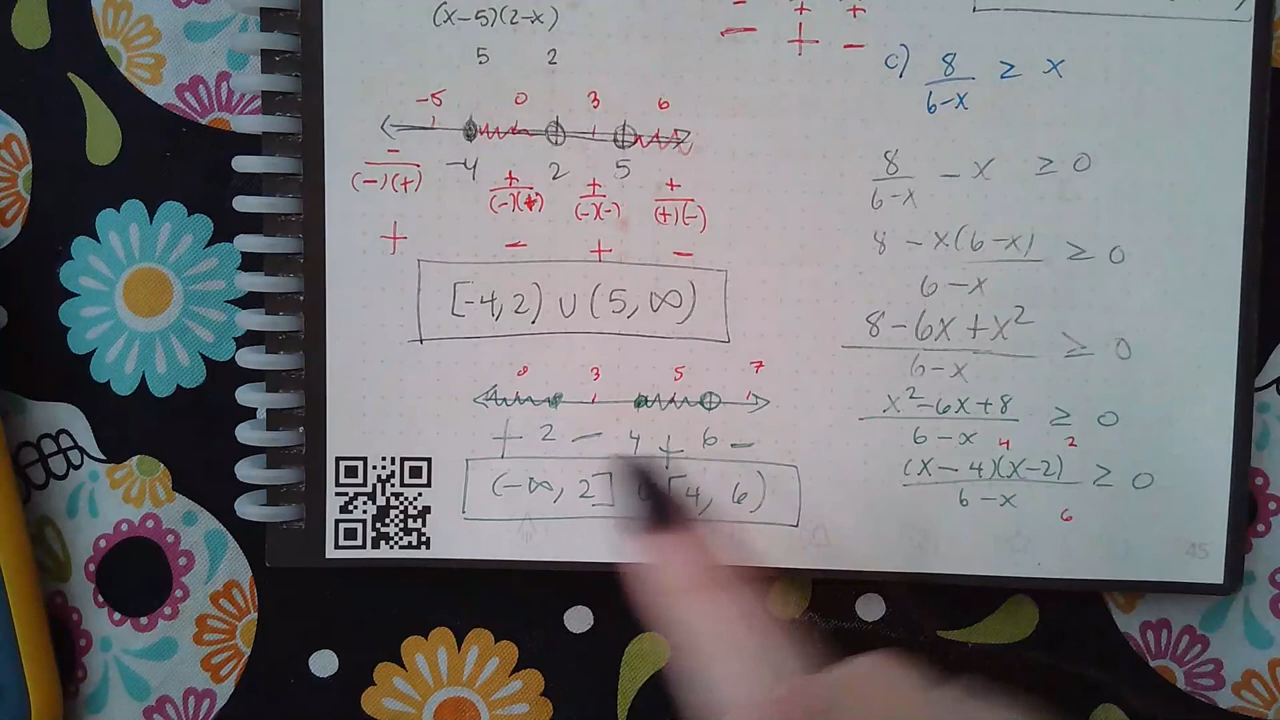 (x-5)(2-x)
5 2
-5 0 3 6
-4 2 5
- / (-)(+) + / (-)(+) + / (-)(-) + / (+)(-)
+ - + -
[-4,2) ∪ (5,∞)
0 3 5 7
+ 2 - 4 + 6 -
(-∞, 2] [4, 6)
- + +
- + -
c) 8/(6-x) ≥ x
8/(6-x) - x ≥ 0
(8 - x(6-x))/(6-x) ≥ 0
(8-6x+x²)/(6-x) ≥ 0
(x²-6x+8)/(6-x) ≥ 0
4 2
((x-4)(x-2))/(6-x) ≥ 0
6
45